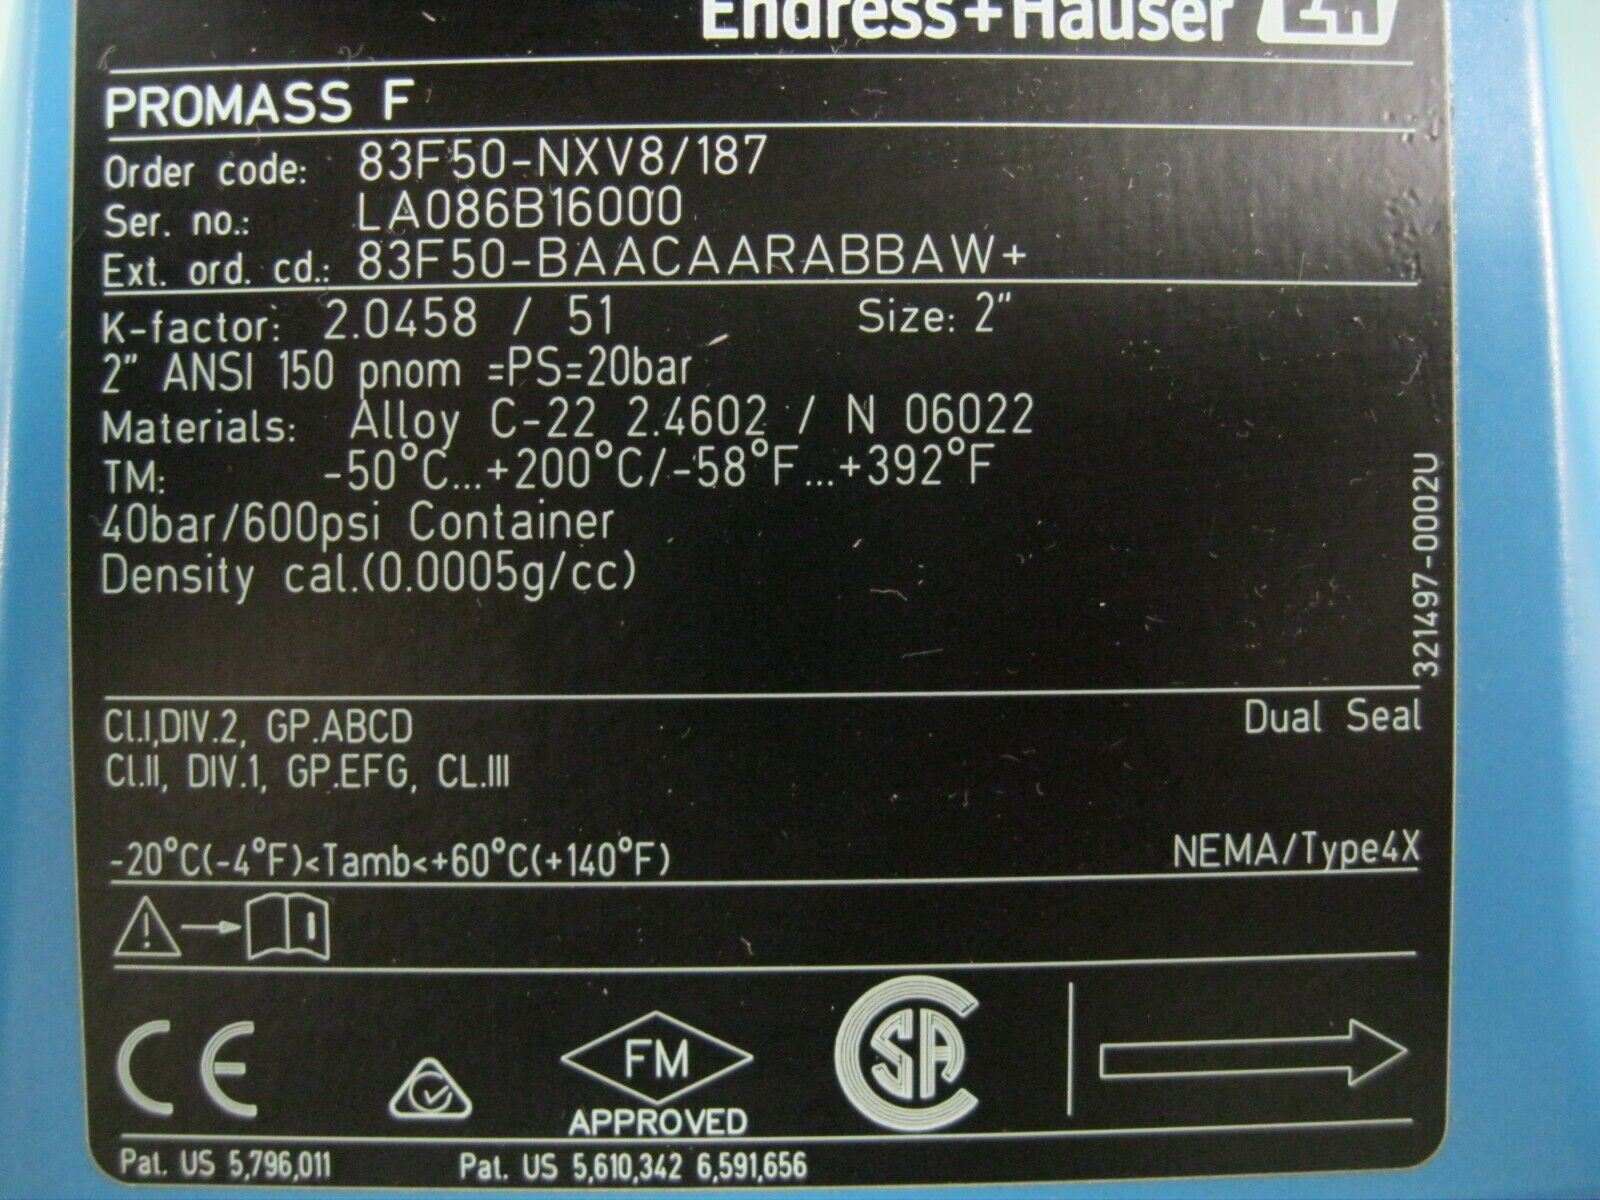 Endress+Hauser
PROMASS F
Order code: 83F50-NXV8/187
Ser. no.: LA086B16000
Ext. ord. cd.: 83F50-BAACAARABBAW+
K-factor: 2.0458 / 51 Size: 2"
2" ANSI 150 pnom =PS=20bar
Materials: Alloy C-22 2.4602 / N 06022
TM: -50°C...+200°C/-58°F...+392°F
40bar/600psi Container
Density cal.(0.0005g/cc)
321497-0002U
Cl.I,DIV.2, GP.ABCD Dual Seal
Cl.II, DIV.1, GP.EFG, CL.III
-20°C(-4°F)<Tamb<+60°C(+140°F) NEMA/Type4X
i
CE FM CSA
APPROVED
Pat. US 5,796,011 Pat. US 5,610,342 6,591,656